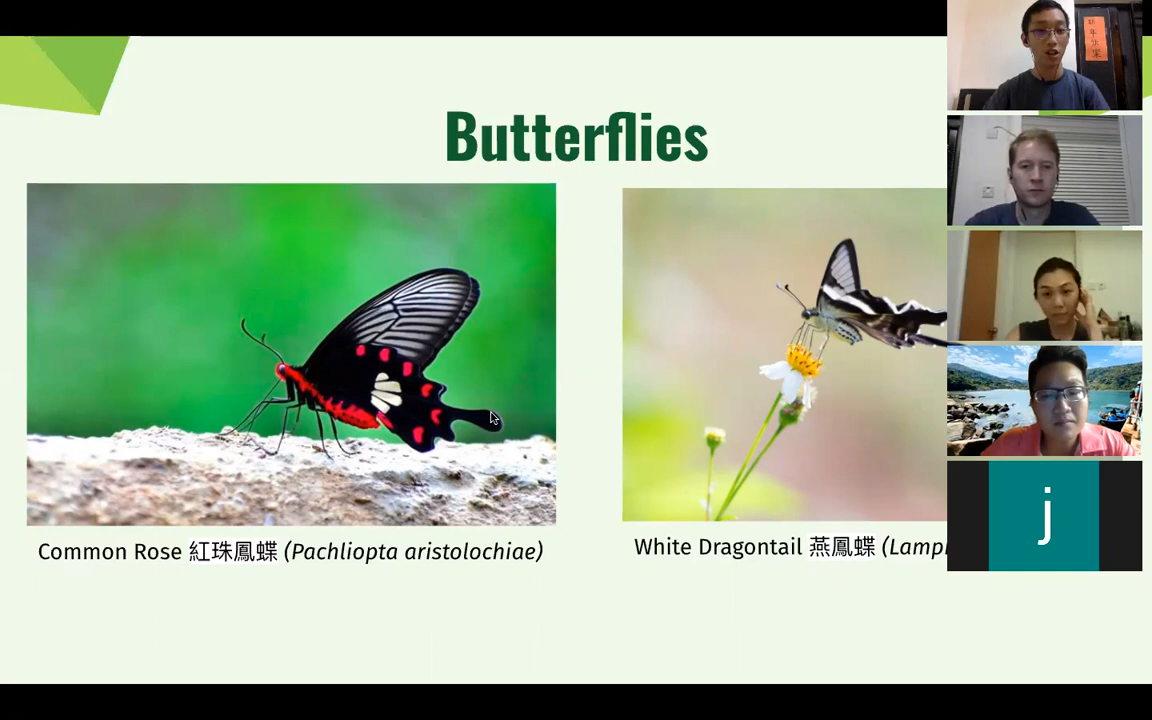 Butterflies
Common Rose 紅珠鳳蝶 (Pachliopta aristolochiae)
White Dragontail 燕鳳蝶 (Lamp
j